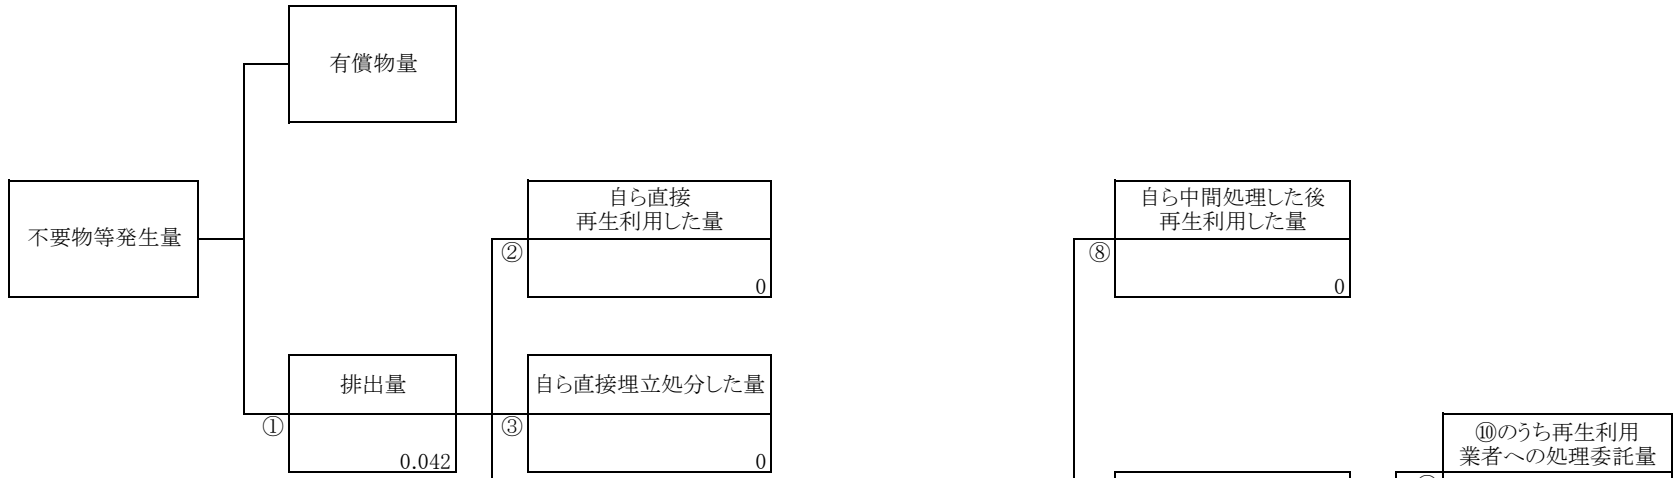 有償物量
不要物等発生量
自ら直接
再生利用した量
②
0
自ら中間処理した後
再生利用した量
⑧
0
排出量
①
0.042
自ら直接埋立処分した量
③
0
⑩のうち再生利用
業者への処理委託量